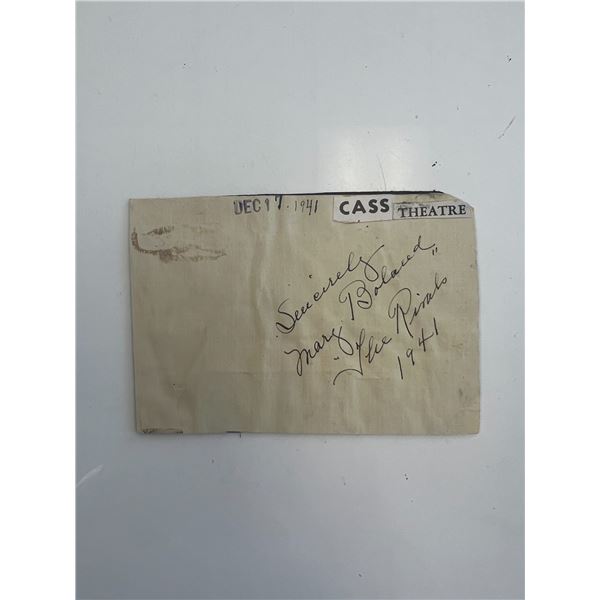 DEC 17 · 1941 CASS THEATRE
Sincerely
Mary Boland
"The Rivals"
1941